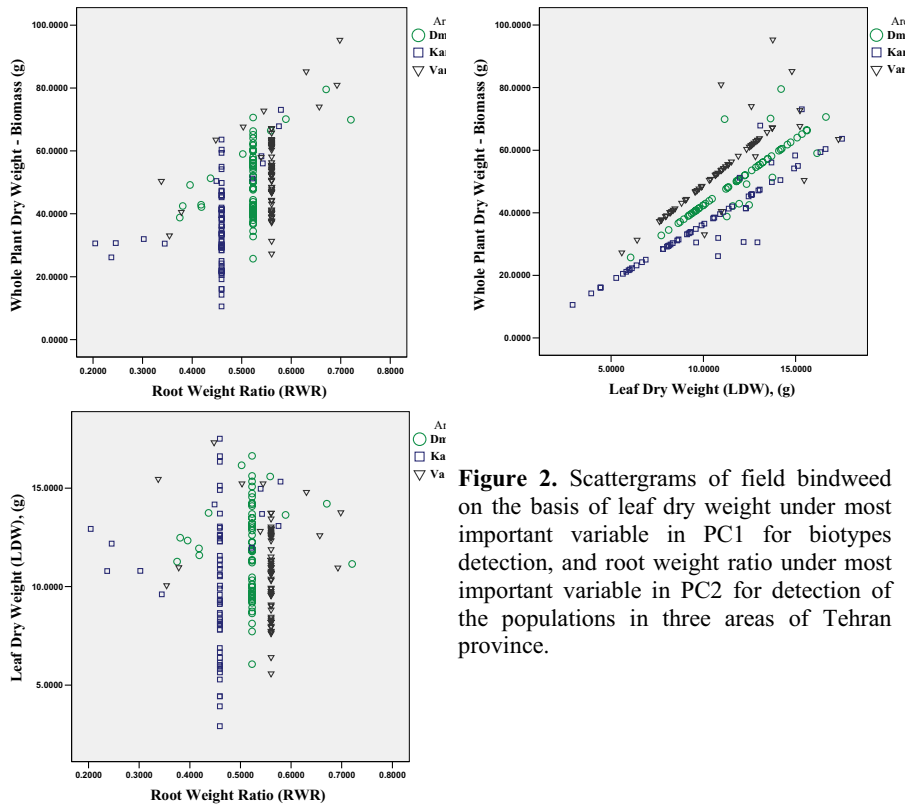 100.0000
80.0000
60.0000
40.0000
20.0000
0.0000
Whole Plant Dry Weight - Biomass (g)
0.2000 0.3000 0.4000 0.5000 0.6000 0.7000 0.8000
Root Weight Ratio (RWR)
Dm
Kar
Var
100.0000
80.0000
60.0000
40.0000
20.0000
0.0000
Whole Plant Dry Weight - Biomass (g)
5.0000 10.0000 15.0000
Leaf Dry Weight (LDW), (g)
Are
Dm
Kar
Var
15.0000
10.0000
5.0000
Leaf Dry Weight (LDW), (g)
0.2000 0.3000 0.4000 0.5000 0.6000 0.7000 0.8000
Root Weight Ratio (RWR)
Ar
Dm
Ka
Va
Figure 2. Scattergrams of field bindweed
on the basis of leaf dry weight under most
important variable in PC1 for biotypes
detection, and root weight ratio under most
important variable in PC2 for detection of
the populations in three areas of Tehran
province.